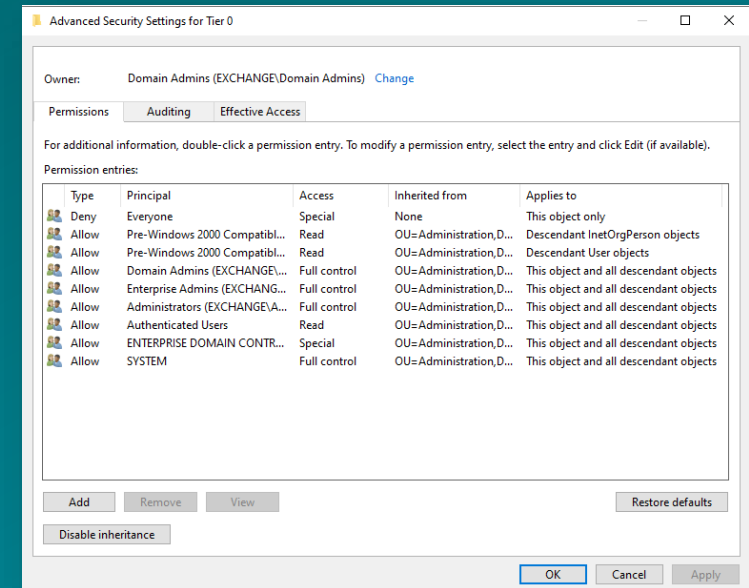 Advanced Security Settings for Tier 0
Owner: Domain Admins (EXCHANGE\Domain Admins) Change
Permissions Auditing Effective Access
For additional information, double-click a permission entry. To modify a permission entry, select the entry and click Edit (if available).
Permission entries:
Type Principal Access Inherited from Applies to
Deny Everyone Special None This object only
Allow Pre-Windows 2000 Compatibl... Read OU=Administration,D... Descendant InetOrgPerson objects
Allow Pre-Windows 2000 Compatibl... Read OU=Administration,D... Descendant User objects
Allow Domain Admins (EXCHANGE\... Full control OU=Administration,D... This object and all descendant objects
Allow Enterprise Admins (EXCHANG... Full control OU=Administration,D... This object and all descendant objects
Allow Administrators (EXCHANGE\A... Full control OU=Administration,D... This object and all descendant objects
Allow Authenticated Users Read OU=Administration,D... This object and all descendant objects
Allow ENTERPRISE DOMAIN CONTR... Special OU=Administration,D... This object and all descendant objects
Allow SYSTEM Full control OU=Administration,D... This object and all descendant objects
Add Remove View Restore defaults
Disable inheritance
OK Cancel Apply